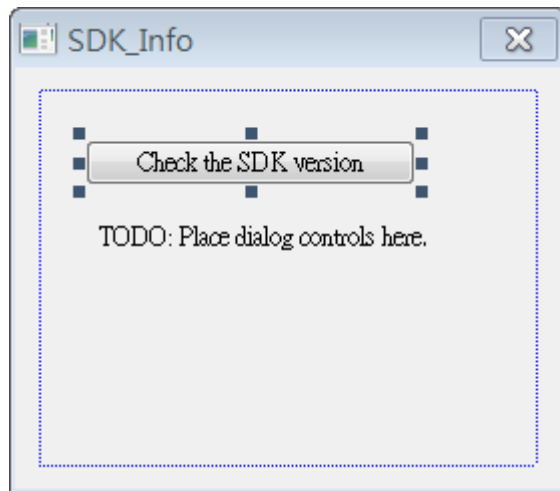 SDK_Info
Check the SDK version
TODO: Place dialog controls here.